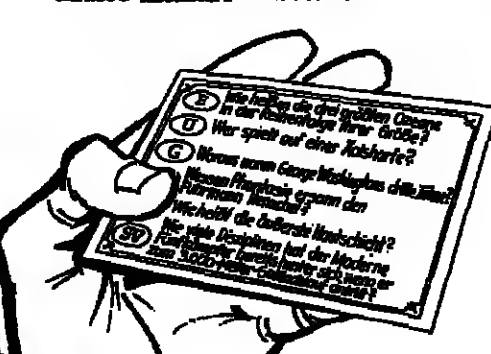 E Wie heißen die drei größten Ozeane
in der Reihenfolge ihrer Größe?
U Wer spielt auf einer Äolsharfe?
G Woraus waren George Washingtons dritte Zähne?
Wessen Phantasie ersann den
Fuhrmann Henschel?
Wie heißt die äußerste Hautschicht?
SV Wie viele Disziplinen hat der Moderne
Fünfkämpfer bereits hinter sich, wenn er
zum 3.000-Meter-Geländelauf antritt?